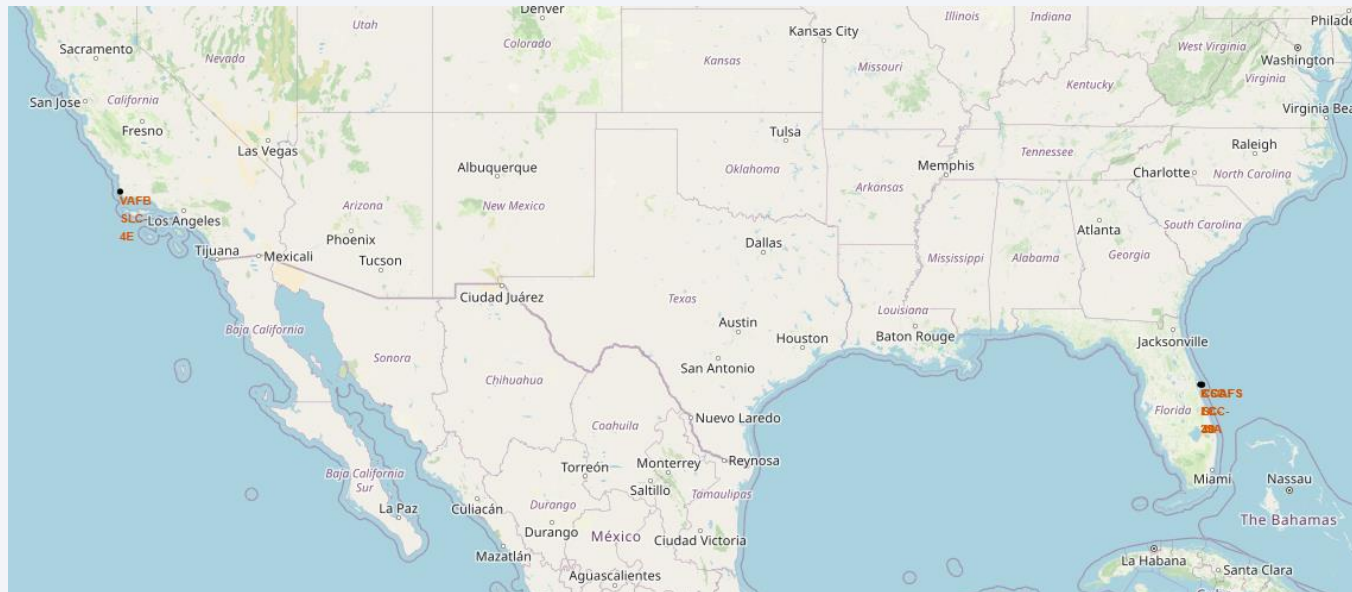 Denver
Philade
Sacramento
Utah
Nevada
Colorado
Kansas City
Kansas
Missouri
Illinois
Indiana
West Virginia
Washington
Virginia
Kentucky
San Jose
California
Fresno
Las Vegas
Virginia Bea
Tulsa
Oklahoma
Albuquerque
New Mexico
Arizona
Memphis
Arkansas
Tennessee
Raleigh
Charlotte
North Carolina
VAFB
SLC-
4E
Los Angeles
Tijuana
Mexicali
Phoenix
Tucson
Dallas
Mississippi
Alabama
Atlanta
Georgia
South Carolina
Ciudad Juárez
Texas
Louisiana
Baja California
Sonora
Chihuahua
Austin
Houston
San Antonio
Baton Rouge
Jacksonville
Florida
Nuevo Laredo
Coahuila
Reynosa
Torreón
Monterrey
Saltillo
Tamaulipas
Miami
Nassau
The Bahamas
Baja California
Sur
La Paz
Culiacán
Durango
Durango
México
Ciudad Victoria
Mazatlán
Aguascalientes
La Habana
Santa Clara